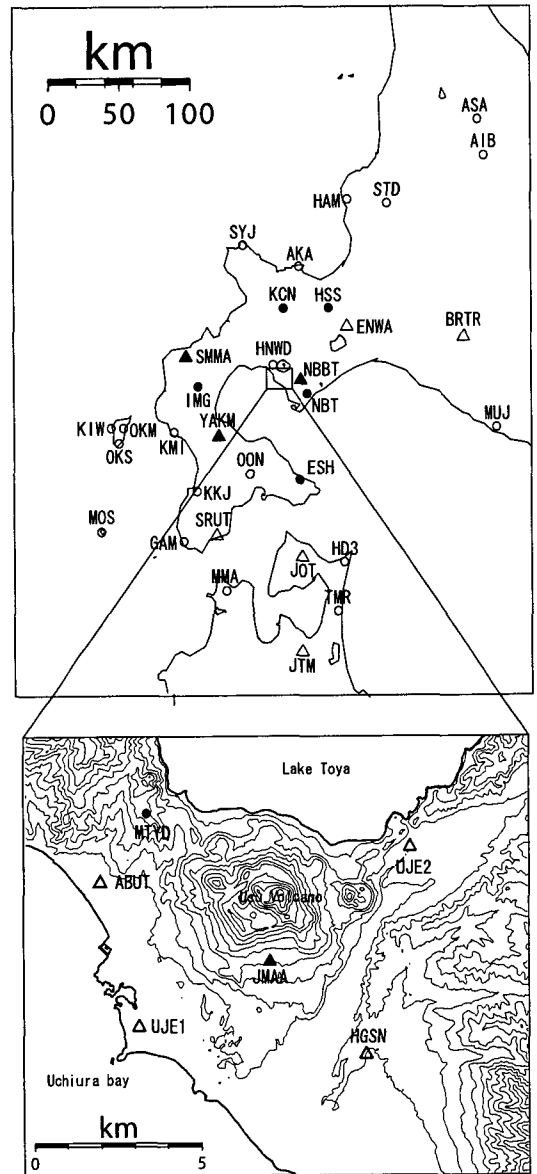 km
0 50 100
ASA
AIB
HAM
STD
SYJ
AKA
KCN
HSS
ENWA
BRTR
SMMA
HNWD
NBBT
IMG
NBT
YAKM
KIW
OKM
KMI
MUJ
OKS
OON
ESH
KKJ
MOS
SRUT
GAM
JOT
HD3
MMA
TMR
JTM
Lake Toya
MTYD
UJE2
ABUT
Usu Volcano
JMAA
UJE1
HGSN
Uchiura bay
km
0 5